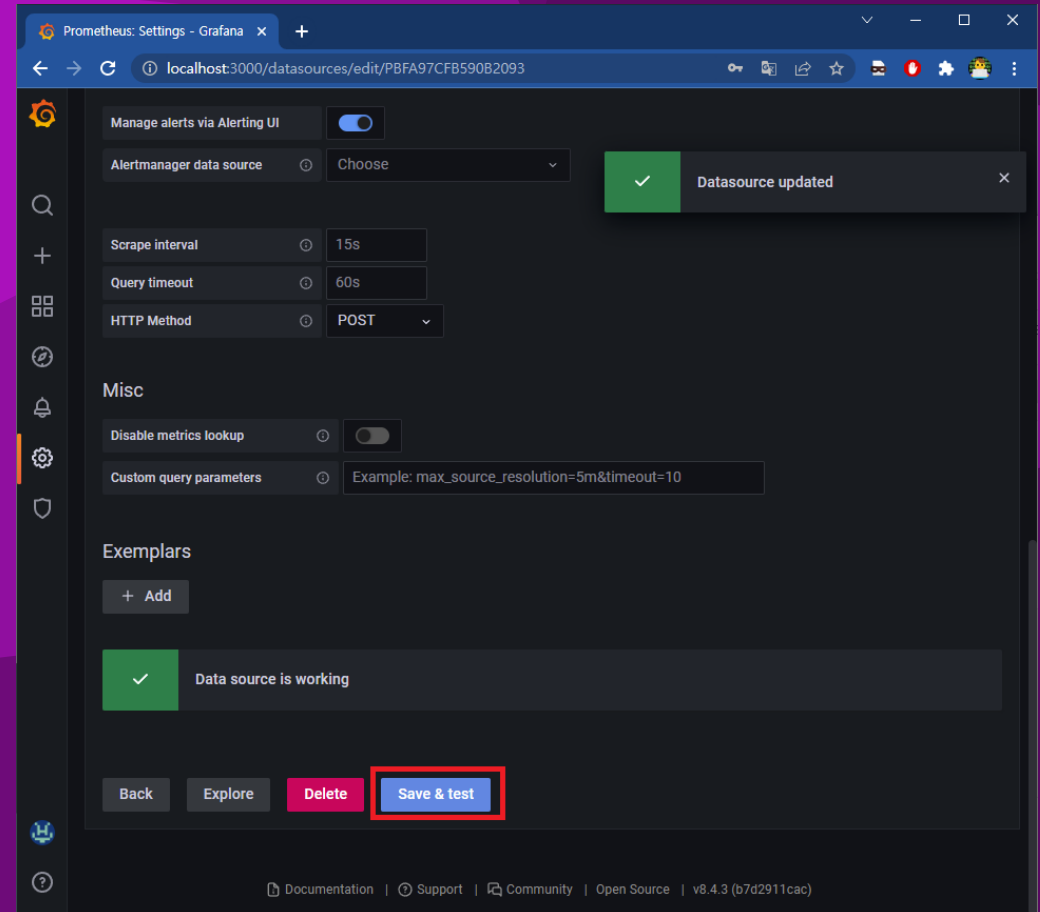 Prometheus: Settings - Grafana
localhost:3000/datasources/edit/PBFA97CFB590B2093
Manage alerts via Alerting UI
Alertmanager data source Choose
Datasource updated
Scrape interval 15s
Query timeout 60s
HTTP Method POST
Misc
Disable metrics lookup
Custom query parameters Example: max_source_resolution=5m&timeout=10
Exemplars
+ Add
Data source is working
Back Explore Delete Save & test
Documentation | Support | Community | Open Source | v8.4.3 (b7d2911cac)